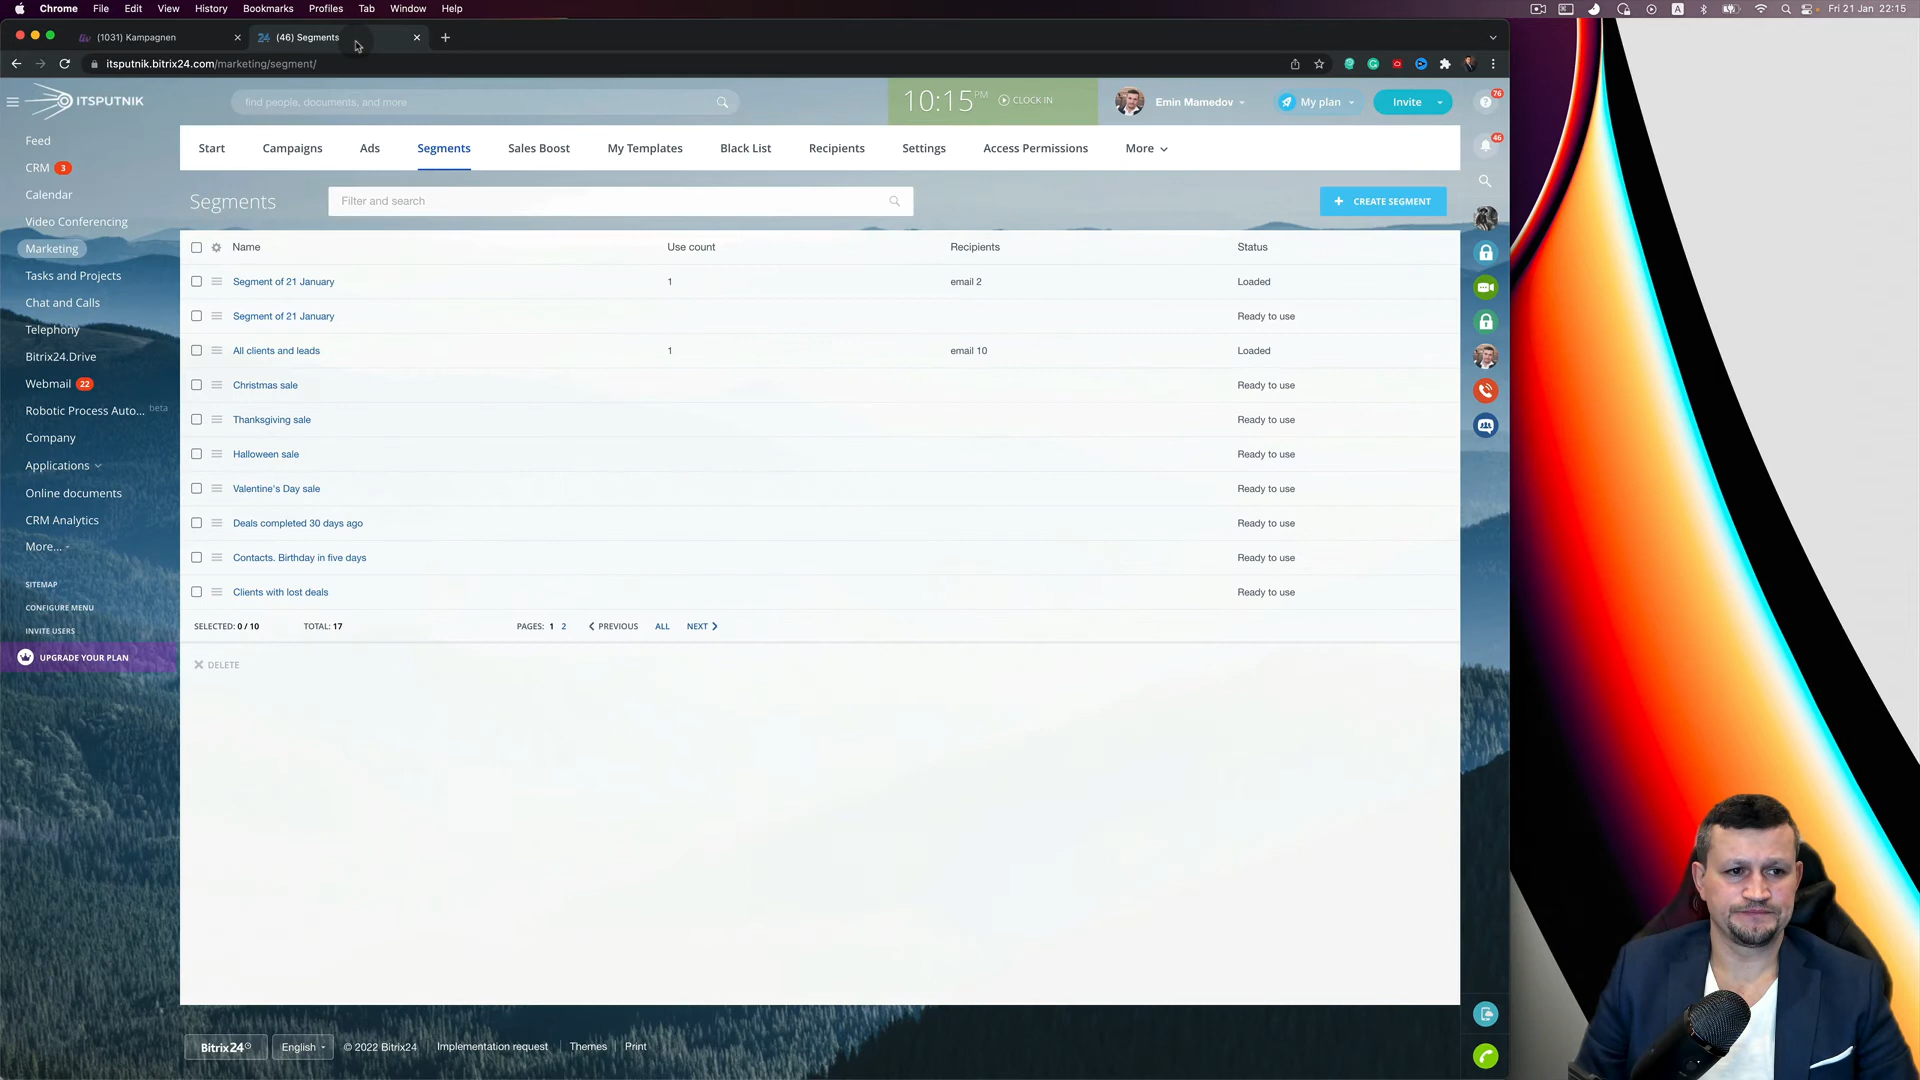 Chrome File Edit View History Bookmarks Profiles Tab Window Help
A
Fri 21 Jan 22:15
(1031) Kampagnen
24 (46) Segments
itsputnik.bitrix24.com/marketing/segment/
ITSPUTNIK
find people, documents, and more
10:15 PM
CLOCK IN
Emin Mamedov
My plan
Invite
76
46
Feed
CRM 3
Calendar
Video Conferencing
Marketing
Tasks and Projects
Chat and Calls
Telephony
Bitrix24.Drive
Webmail 22
Robotic Process Auto... beta
Company
Applications
Online documents
CRM Analytics
More...
SITEMAP
CONFIGURE MENU
INVITE USERS
UPGRADE YOUR PLAN
Start Campaigns Ads Segments Sales Boost My Templates Black List Recipients Settings Access Permissions More
Segments
Filter and search
+ CREATE SEGMENT
Name Use count Recipients Status
Segment of 21 January 1 email 2 Loaded
Segment of 21 January Ready to use
All clients and leads 1 email 10 Loaded
Christmas sale Ready to use
Thanksgiving sale Ready to use
Halloween sale Ready to use
Valentine's Day sale Ready to use
Deals completed 30 days ago Ready to use
Contacts. Birthday in five days Ready to use
Clients with lost deals Ready to use
SELECTED: 0 / 10 TOTAL: 17 PAGES: 1 2 PREVIOUS ALL NEXT
DELETE
Bitrix24 English © 2022 Bitrix24 Implementation request Themes Print